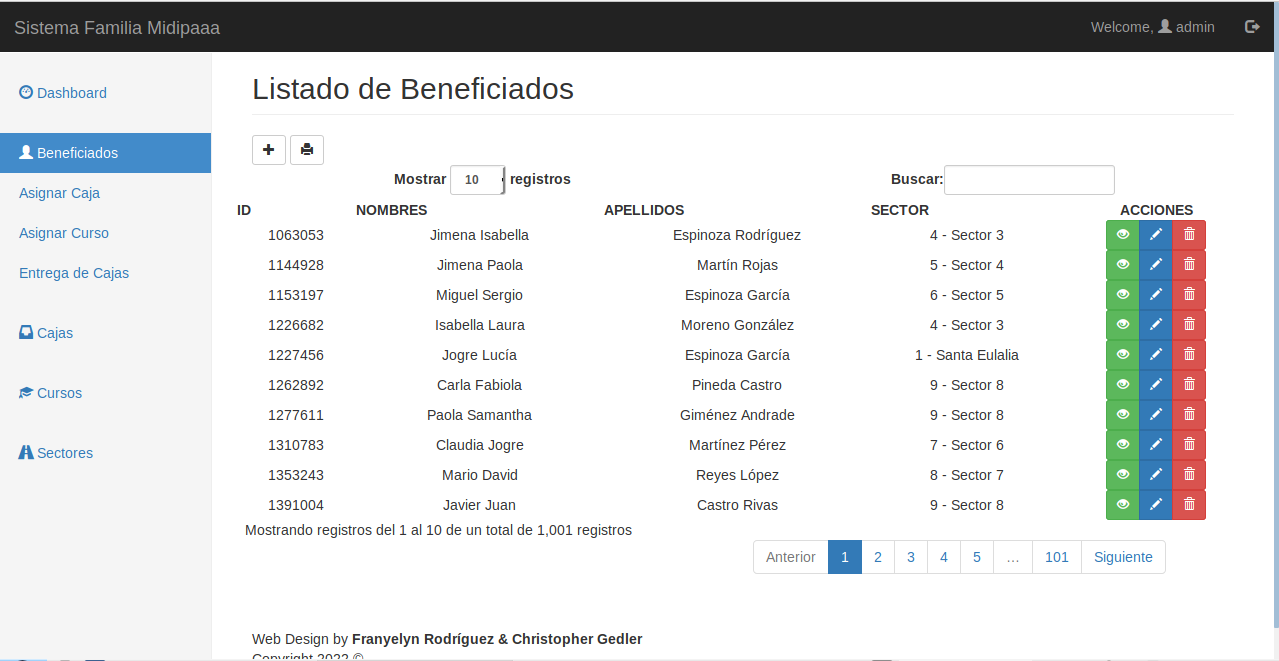 Sistema Familia Midipaaa
Welcome, admin
Dashboard
Beneficiados
Asignar Caja
Asignar Curso
Entrega de Cajas
Cajas
Cursos
Sectores
Listado de Beneficiados
Mostrar 10 registros
Buscar:
ID NOMBRES APELLIDOS SECTOR ACCIONES
1063053 Jimena Isabella Espinoza Rodríguez 4 - Sector 3
1144928 Jimena Paola Martín Rojas 5 - Sector 4
1153197 Miguel Sergio Espinoza García 6 - Sector 5
1226682 Isabella Laura Moreno González 4 - Sector 3
1227456 Jogre Lucía Espinoza García 1 - Santa Eulalia
1262892 Carla Fabiola Pineda Castro 9 - Sector 8
1277611 Paola Samantha Giménez Andrade 9 - Sector 8
1310783 Claudia Jogre Martínez Pérez 7 - Sector 6
1353243 Mario David Reyes López 8 - Sector 7
1391004 Javier Juan Castro Rivas 9 - Sector 8
Mostrando registros del 1 al 10 de un total de 1,001 registros
Anterior 1 2 3 4 5 … 101 Siguiente
Web Design by Franyelyn Rodríguez & Christopher Gedler
Copyright 2022 ©